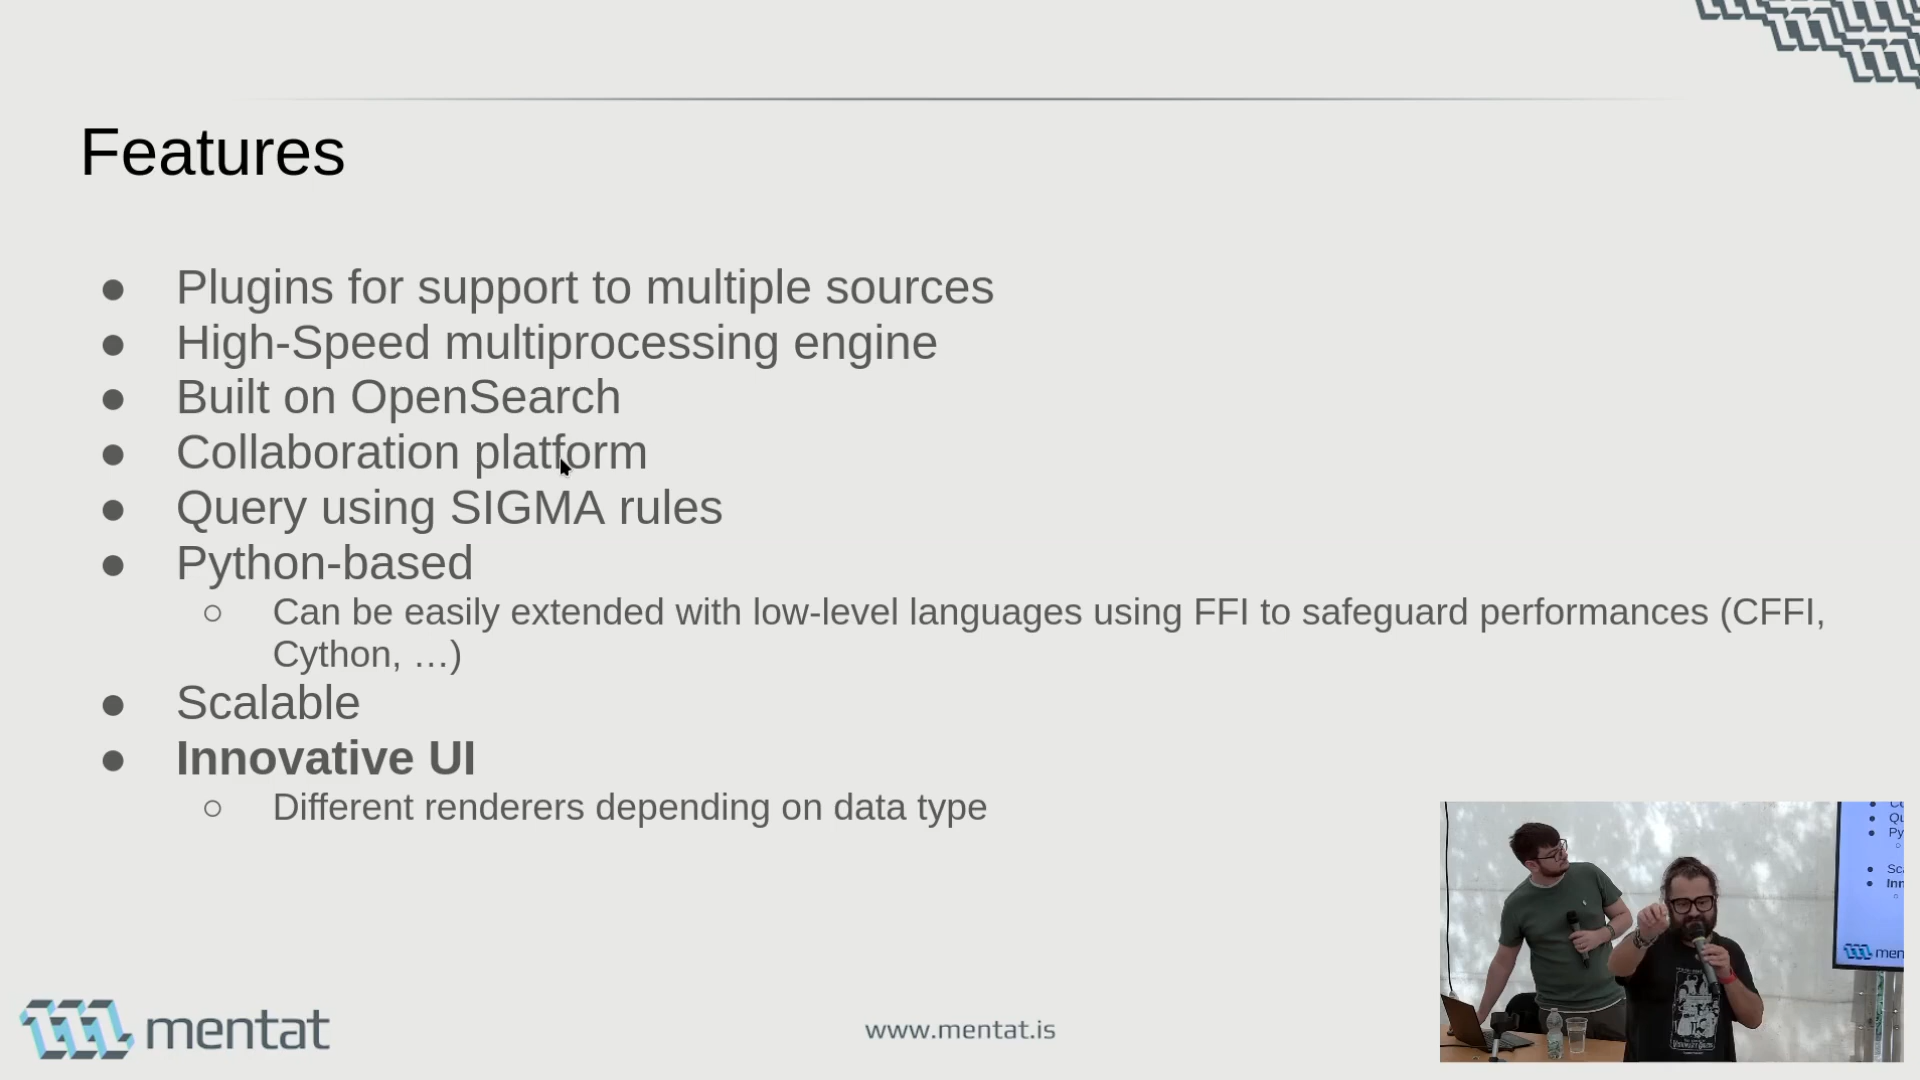 Features
● Plugins for support to multiple sources
● High-Speed multiprocessing engine
● Built on OpenSearch
● Collaboration platform
● Query using SIGMA rules
● Python-based
○ Can be easily extended with low-level languages using FFI to safeguard performances (CFFI,
Cython, …)
● Scalable
● Innovative UI
○ Different renderers depending on data type
mentat
www.mentat.is